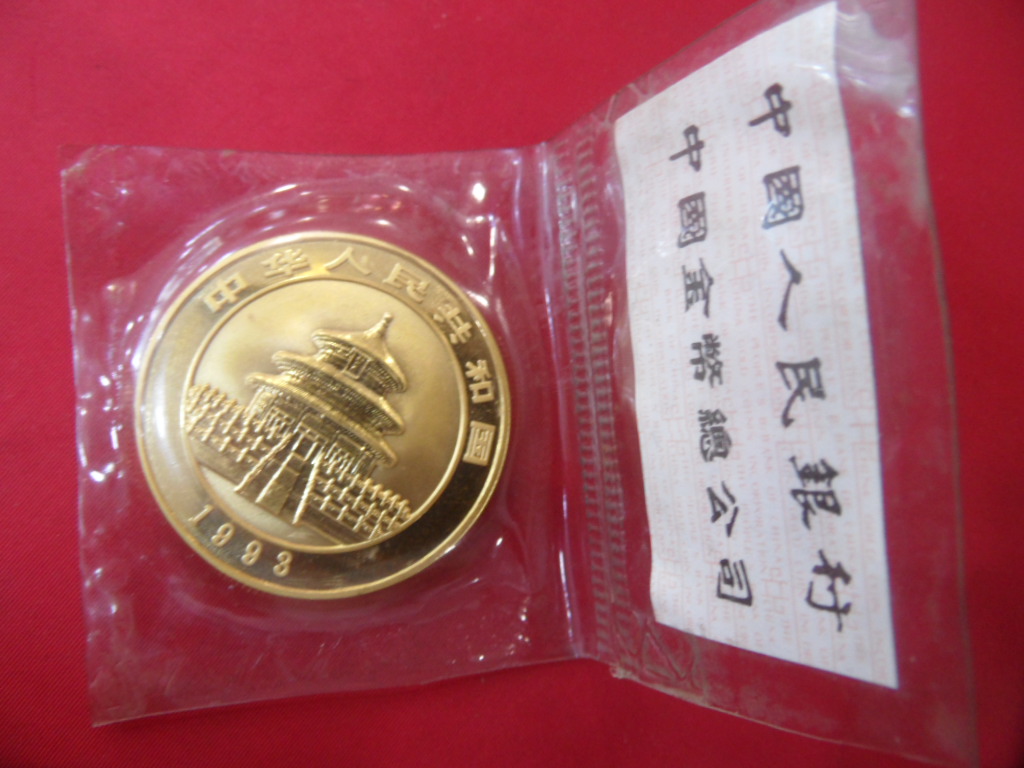 中华人民共和国
1993
中國人民銀行
中國金幣總公司